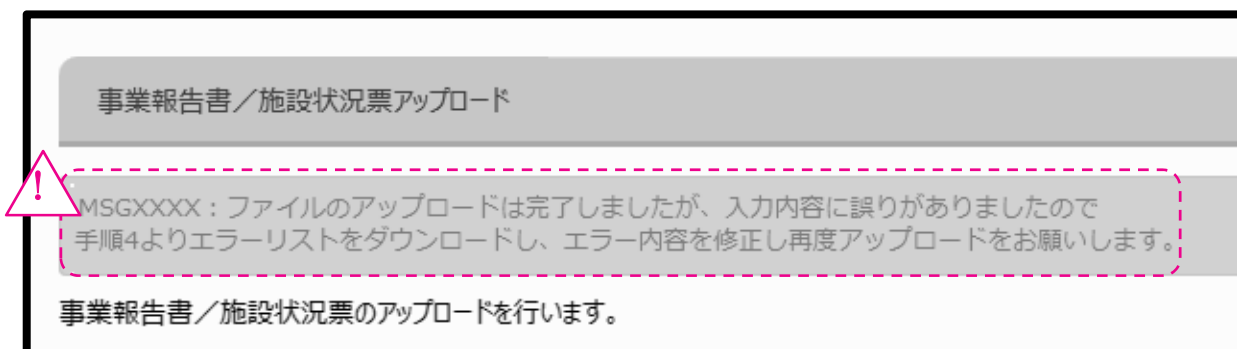 事業報告書／施設状況票アップロード
!
MSGXXXX：ファイルのアップロードは完了しましたが、入力内容に誤りがありましたので
手順4よりエラーリストをダウンロードし、エラー内容を修正し再度アップロードをお願いします。
事業報告書／施設状況票のアップロードを行います。